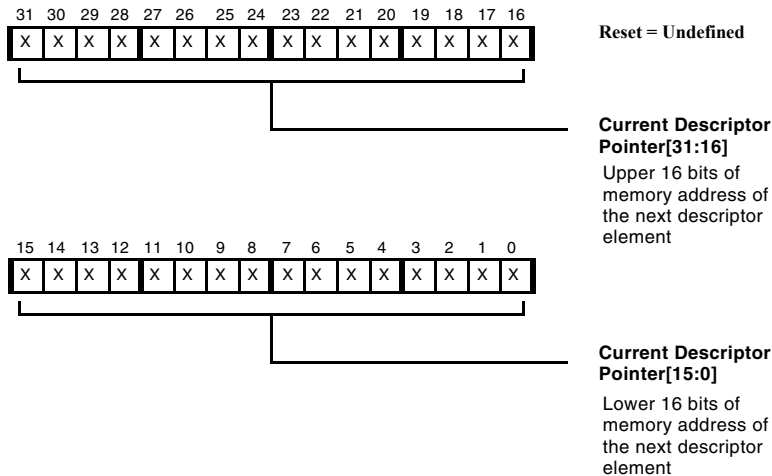 31 30 29 28 27 26 25 24 23 22 21 20 19 18 17 16
X X X X X X X X X X X X X X X X
Reset = Undefined
Current Descriptor
Pointer[31:16]
Upper 16 bits of
memory address of
the next descriptor
element
15 14 13 12 11 10 9 8 7 6 5 4 3 2 1 0
X X X X X X X X X X X X X X X X
Current Descriptor
Pointer[15:0]
Lower 16 bits of
memory address of
the next descriptor
element